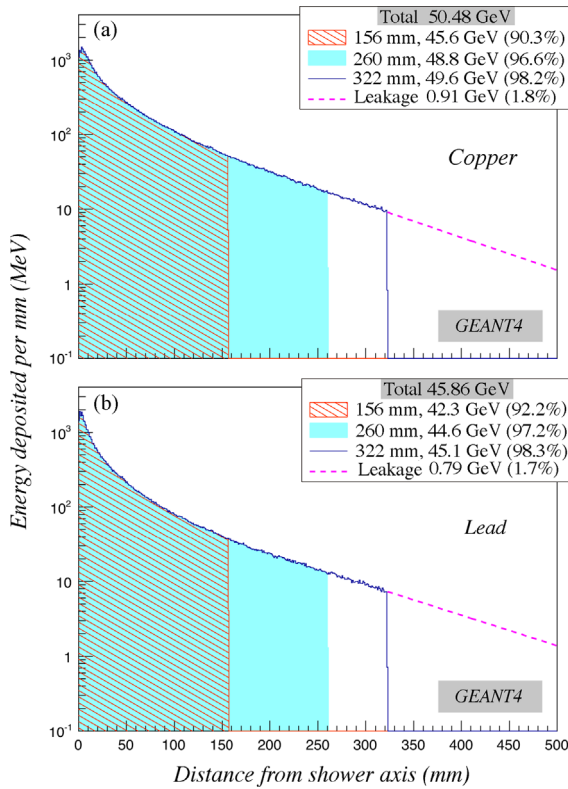 Total 50.48 GeV
(a)
156 mm, 45.6 GeV (90.3%)
260 mm, 48.8 GeV (96.6%)
322 mm, 49.6 GeV (98.2%)
Leakage 0.91 GeV (1.8%)
10³
10²
10
1
10⁻¹
Copper
GEANT4
Energy deposited per mm (MeV)
Total 45.86 GeV
(b)
156 mm, 42.3 GeV (92.2%)
260 mm, 44.6 GeV (97.2%)
322 mm, 45.1 GeV (98.3%)
Leakage 0.79 GeV (1.7%)
10³
10²
10
1
10⁻¹
Lead
GEANT4
0 50 100 150 200 250 300 350 400 450 500
Distance from shower axis (mm)